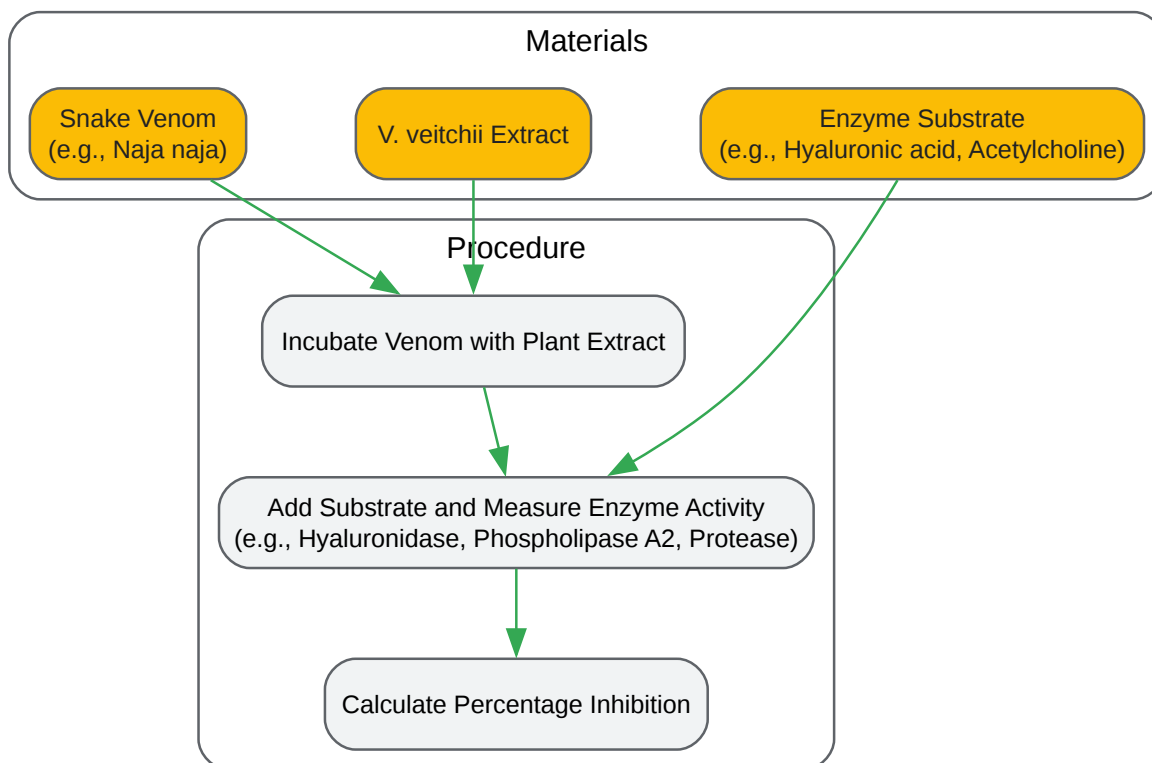 Materials
Snake Venom
(e.g., Naja naja)
V. veitchii Extract
Enzyme Substrate
(e.g., Hyaluronic acid, Acetylcholine)
Procedure
Incubate Venom with Plant Extract
Add Substrate and Measure Enzyme Activity
(e.g., Hyaluronidase, Phospholipase A2, Protease)
Calculate Percentage Inhibition